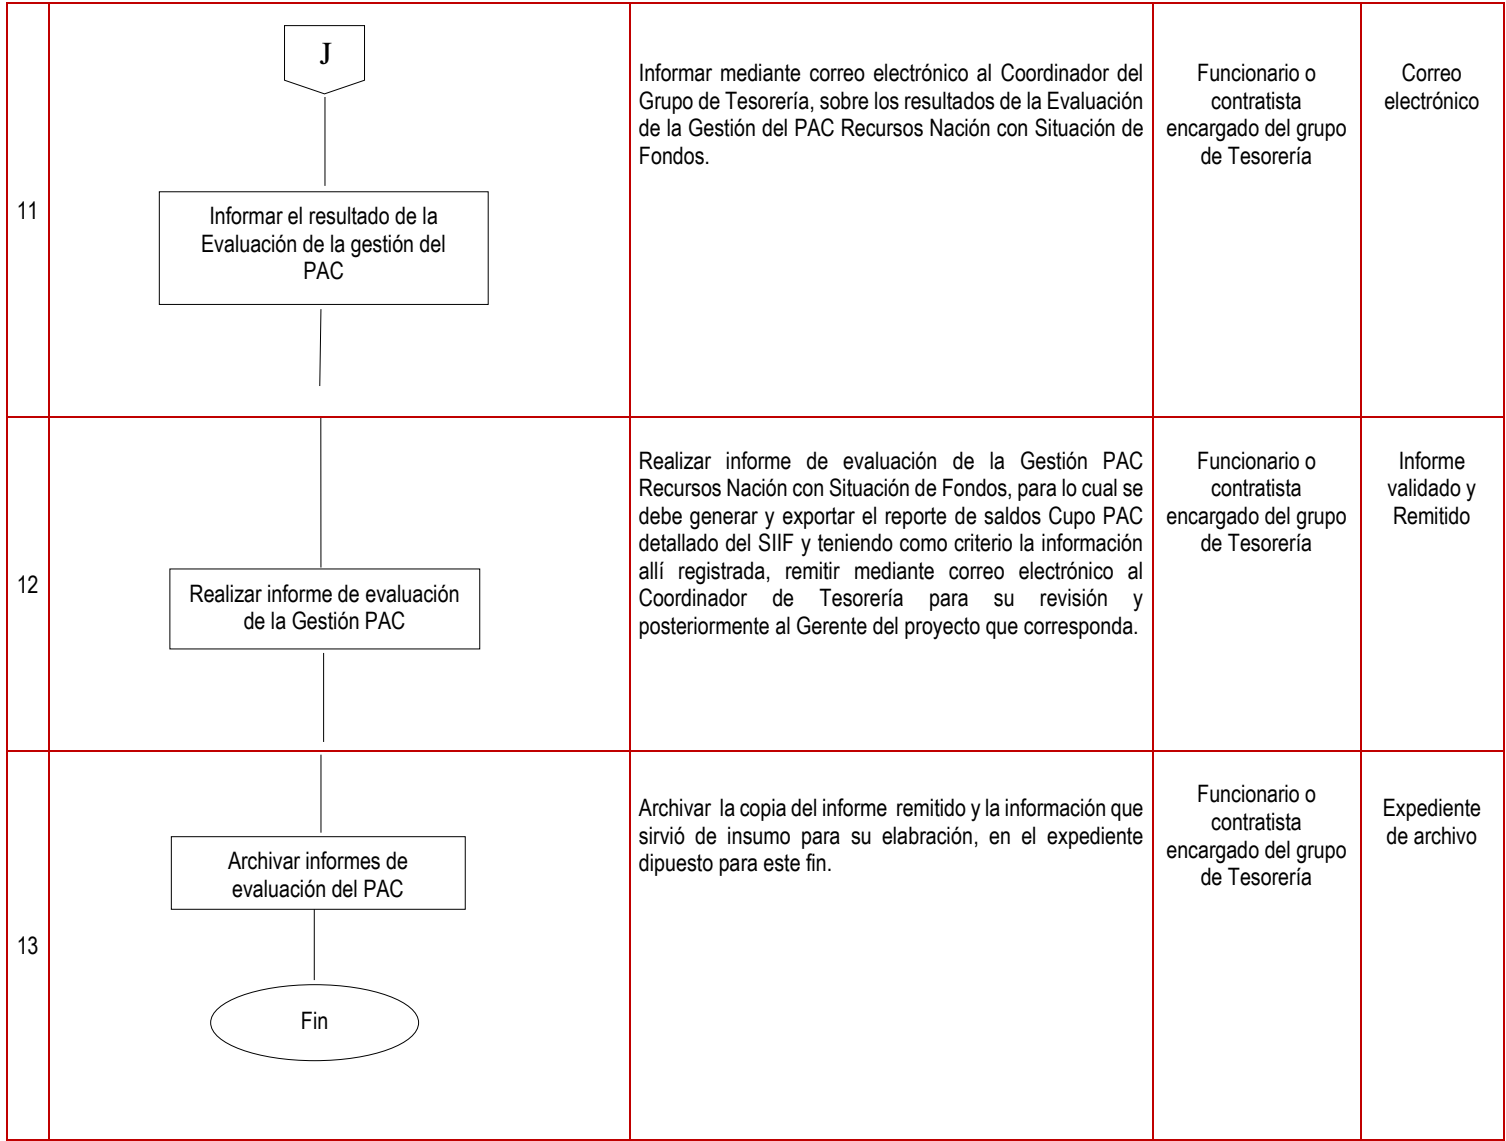 11
J
Informar el resultado de la
Evaluación de la gestión del
PAC
Informar mediante correo electrónico al Coordinador del
Grupo de Tesorería, sobre los resultados de la Evaluación
de la Gestión del PAC Recursos Nación con Situación de
Fondos.
Funcionario o
contratista
encargado del grupo
de Tesorería
Correo
electrónico
12
Realizar informe de evaluación
de la Gestión PAC
Realizar informe de evaluación de la Gestión PAC
Recursos Nación con Situación de Fondos, para lo cual se
debe generar y exportar el reporte de saldos Cupo PAC
detallado del SIIF y teniendo como criterio la información
allí registrada, remitir mediante correo electrónico al
Coordinador de Tesorería para su revisión y
posteriormente al Gerente del proyecto que corresponda.
Funcionario o
contratista
encargado del grupo
de Tesorería
Informe
validado y
Remitido
13
Archivar informes de
evaluación del PAC
Fin
Archivar la copia del informe remitido y la información que
sirvió de insumo para su elabración, en el expediente
dipuesto para este fin.
Funcionario o
contratista
encargado del grupo
de Tesorería
Expediente
de archivo